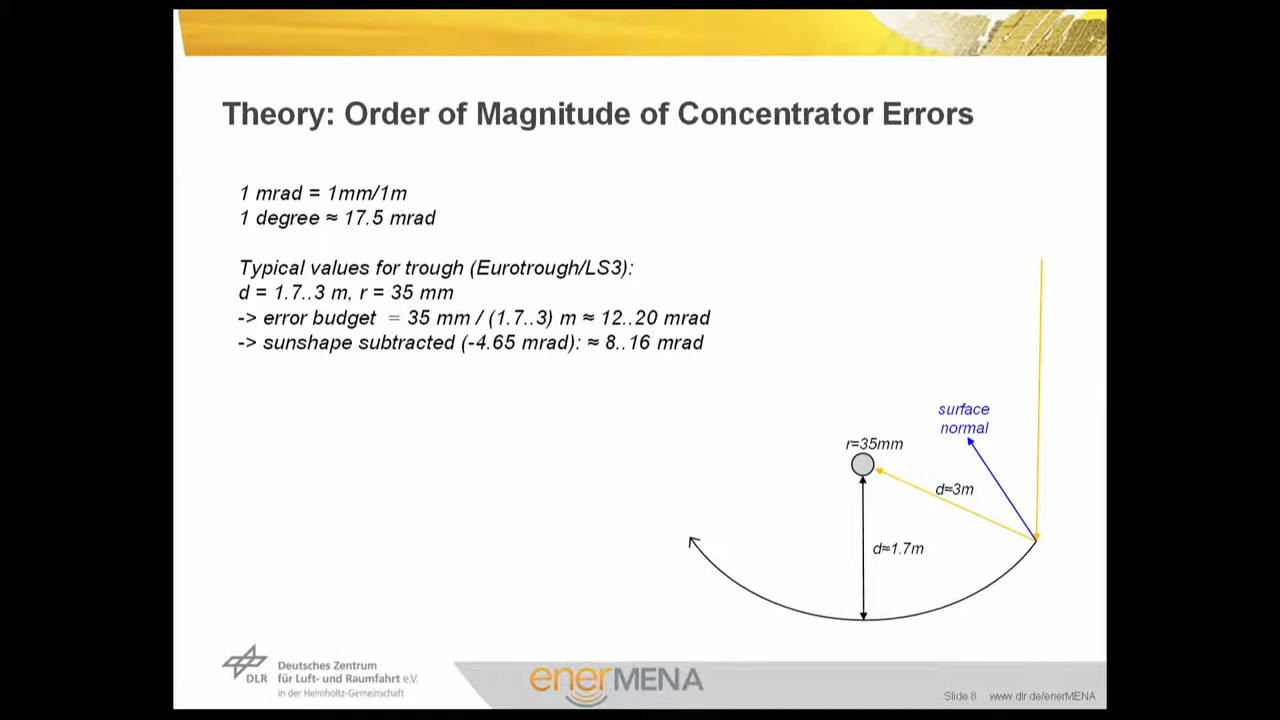 Theory: Order of Magnitude of Concentrator Errors
1 mrad = 1mm/1m
1 degree ≈ 17.5 mrad
Typical values for trough (Eurotrough/LS3):
d = 1.7..3 m, r = 35 mm
-> error budget = 35 mm / (1.7..3) m ≈ 12..20 mrad
-> sunshape subtracted (-4.65 mrad): ≈ 8..16 mrad
surface
normal
r=35mm
d≈3m
d≈1.7m
DLR
Deutsches Zentrum
für Luft- und Raumfahrt e.V.
in der Helmholtz-Gemeinschaft
enerMENA
Slide 8 www.dlr.de/enerMENA